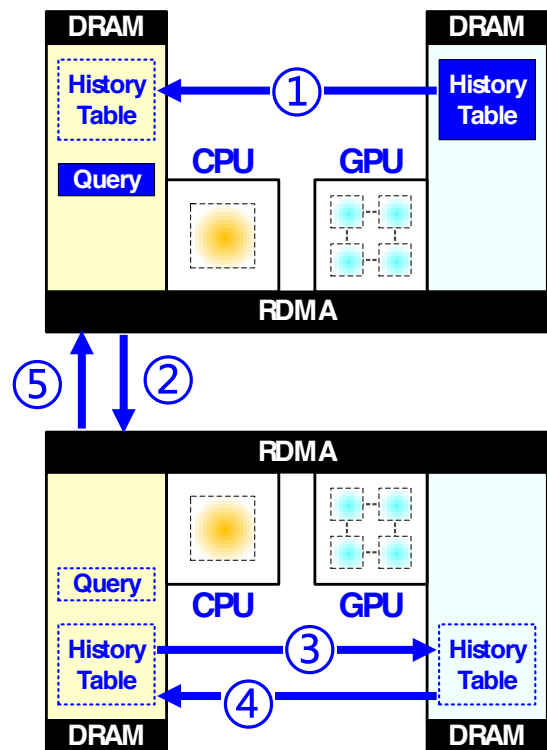 DRAM
DRAM
History
Table
①
History
Table
CPU
GPU
Query
RDMA
⑤
②
RDMA
Query
CPU
GPU
History
Table
③
④
History
Table
DRAM
DRAM